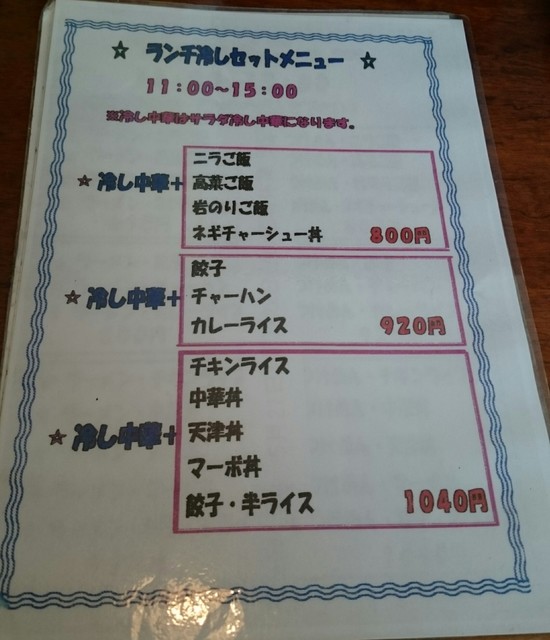 ☆ ランチ冷しセットメニュー ☆
11:00～15:00
※冷し中華はサラダ冷し中華になります。
☆ 冷し中華+
ニラご飯
高菜ご飯
岩のりご飯
ネギチャーシュー丼 800円
☆ 冷し中華+
餃子
チャーハン
カレーライス 920円
☆ 冷し中華+
チキンライス
中華丼
天津丼
マーボ丼
餃子・半ライス 1040円